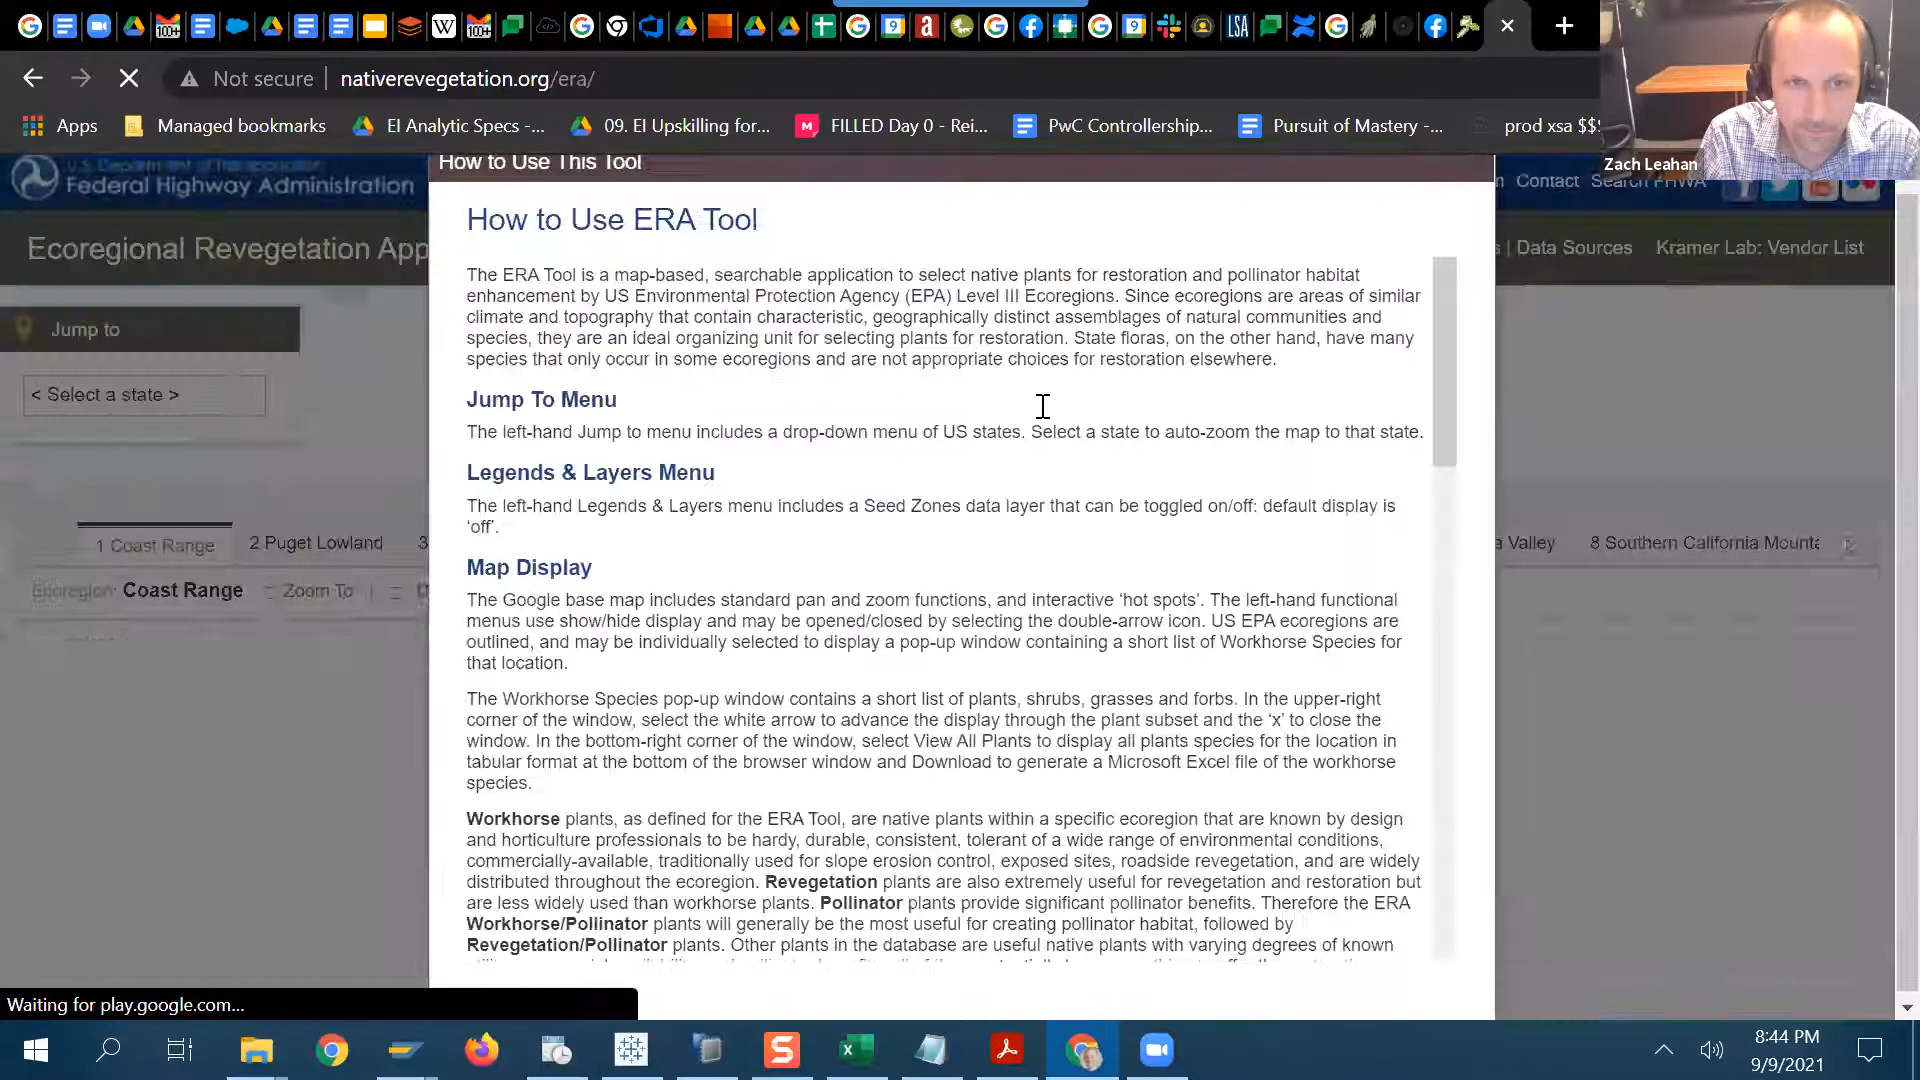 100+
W
100+
9
a
9
LSA
Not secure
nativerevegetation.org/era/
Apps
Managed bookmarks
EI Analytic Specs -...
09. EI Upskilling for...
FILLED Day 0 - Rei...
PwC Controllership...
Pursuit of Mastery -...
prod xsa $$
Zach Leahan
U.S. Department of Transportation
Federal Highway Administration
How to Use This Tool
Contact
Search FHWA
Ecoregional Revegetation App
Data Sources
Kramer Lab: Vendor List
Jump to
< Select a state >
1 Coast Range
2 Puget Lowland
3
a Valley
8 Southern California Mounta
Ecoregion: Coast Range
Zoom To
How to Use ERA Tool
The ERA Tool is a map-based, searchable application to select native plants for restoration and pollinator habitat
enhancement by US Environmental Protection Agency (EPA) Level III Ecoregions. Since ecoregions are areas of similar
climate and topography that contain characteristic, geographically distinct assemblages of natural communities and
species, they are an ideal organizing unit for selecting plants for restoration. State floras, on the other hand, have many
species that only occur in some ecoregions and are not appropriate choices for restoration elsewhere.
Jump To Menu
The left-hand Jump to menu includes a drop-down menu of US states. Select a state to auto-zoom the map to that state.
Legends & Layers Menu
The left-hand Legends & Layers menu includes a Seed Zones data layer that can be toggled on/off: default display is
‘off’.
Map Display
The Google base map includes standard pan and zoom functions, and interactive ‘hot spots’. The left-hand functional
menus use show/hide display and may be opened/closed by selecting the double-arrow icon. US EPA ecoregions are
outlined, and may be individually selected to display a pop-up window containing a short list of Workhorse Species for
that location.
The Workhorse Species pop-up window contains a short list of plants, shrubs, grasses and forbs. In the upper-right
corner of the window, select the white arrow to advance the display through the plant subset and the ‘x’ to close the
window. In the bottom-right corner of the window, select View All Plants to display all plants species for the location in
tabular format at the bottom of the browser window and Download to generate a Microsoft Excel file of the workhorse
species.
Workhorse plants, as defined for the ERA Tool, are native plants within a specific ecoregion that are known by design
and horticulture professionals to be hardy, durable, consistent, tolerant of a wide range of environmental conditions,
commercially-available, traditionally used for slope erosion control, exposed sites, roadside revegetation, and are widely
distributed throughout the ecoregion. Revegetation plants are also extremely useful for revegetation and restoration but
are less widely used than workhorse plants. Pollinator plants provide significant pollinator benefits. Therefore the ERA
Workhorse/Pollinator plants will generally be the most useful for creating pollinator habitat, followed by
Revegetation/Pollinator plants. Other plants in the database are useful native plants with varying degrees of known
Waiting for play.google.com...
8:44 PM
9/9/2021